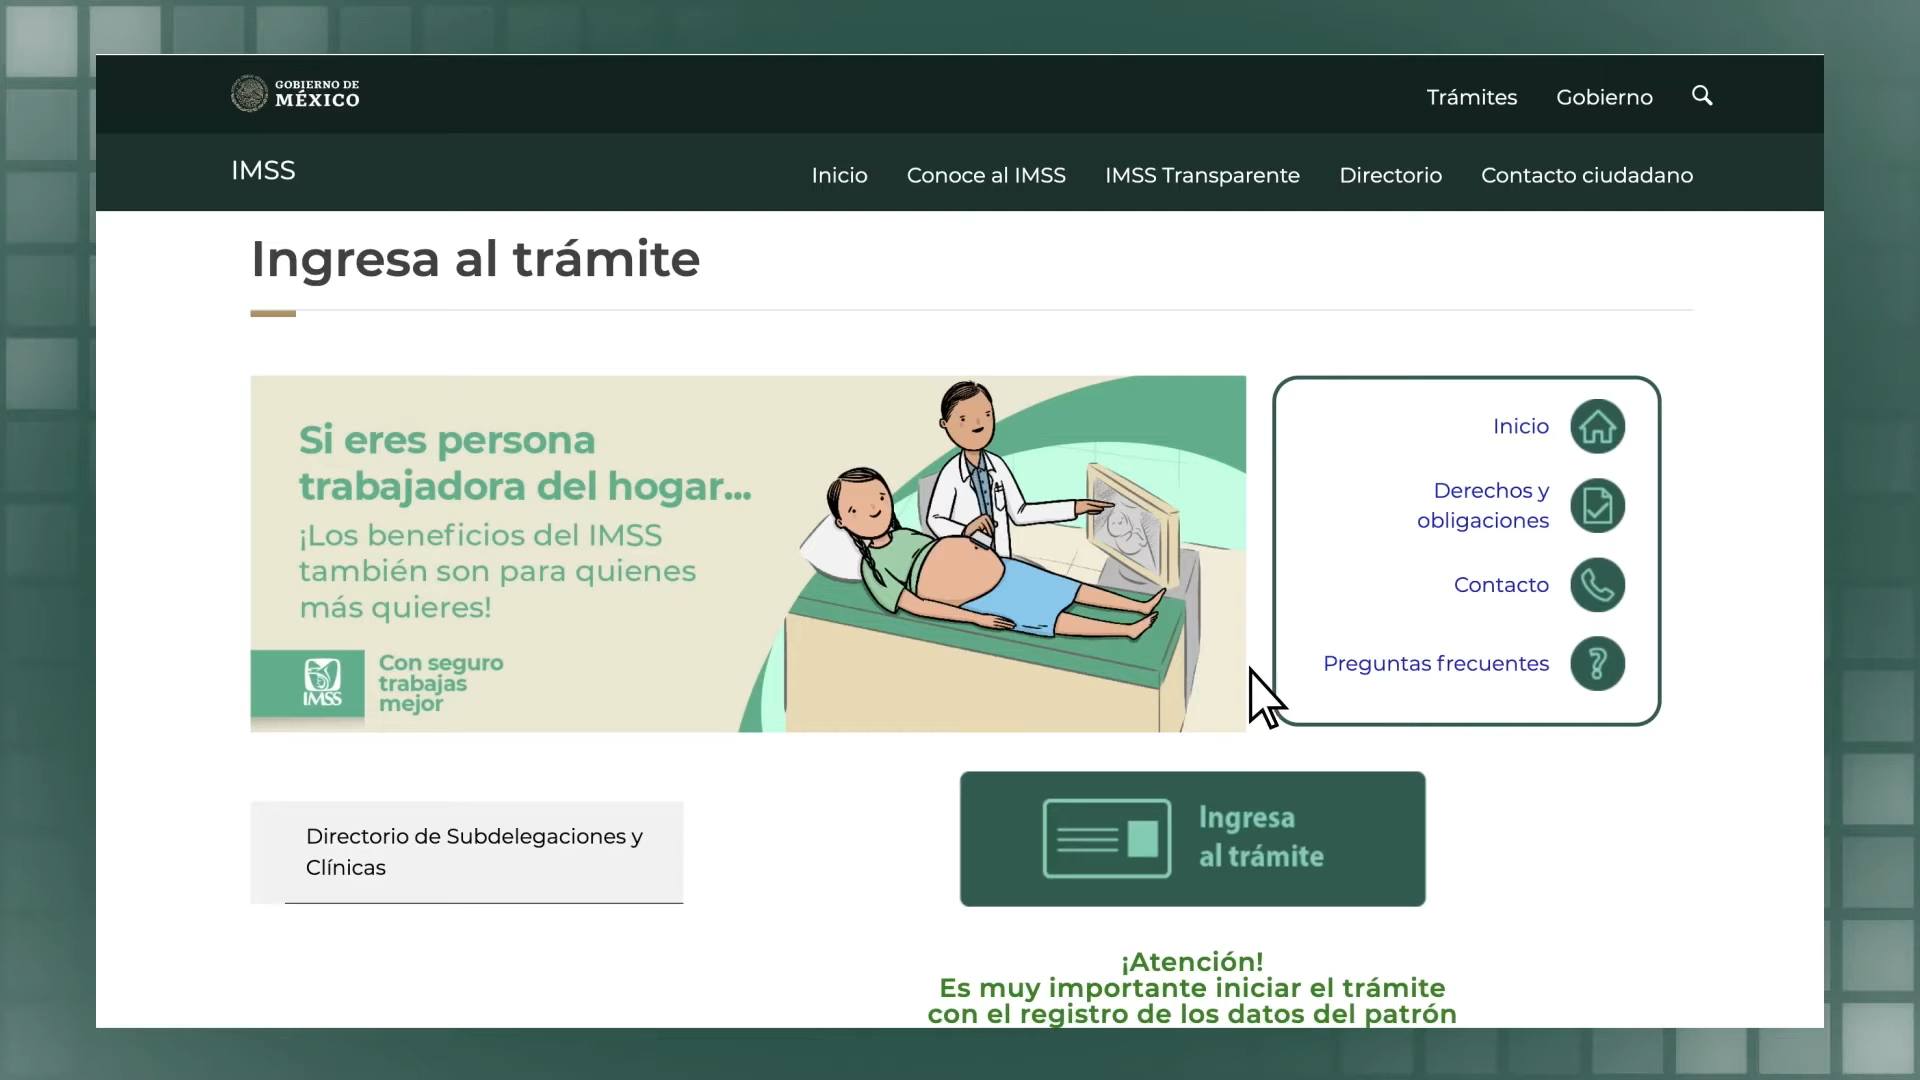 GOBIERNO DE
MÉXICO
Trámites
Gobierno
IMSS
Inicio
Conoce al IMSS
IMSS Transparente
Directorio
Contacto ciudadano
Ingresa al trámite
Si eres persona
trabajadora del hogar...
¡Los beneficios del IMSS
también son para quienes
más quieres!
IMSS
Con seguro
trabajas
mejor
Inicio
Derechos y
obligaciones
Contacto
Preguntas frecuentes
Directorio de Subdelegaciones y
Clínicas
Ingresa
al trámite
¡Atención!
Es muy importante iniciar el trámite
con el registro de los datos del patrón